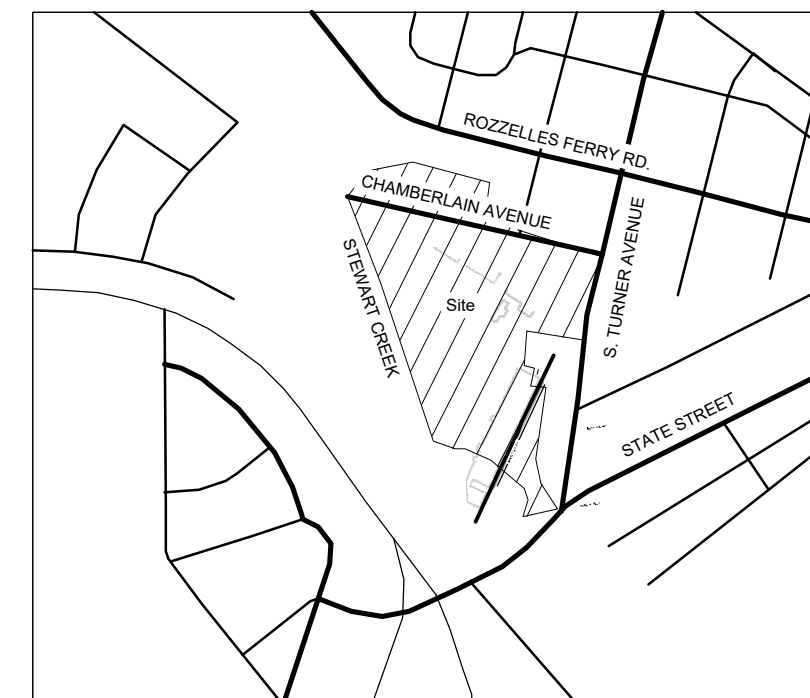 ROZZELLES FERRY RD.
CHAMBERLAIN AVENUE
S. TURNER AVENUE
STEWART CREEK
Site
STATE STREET